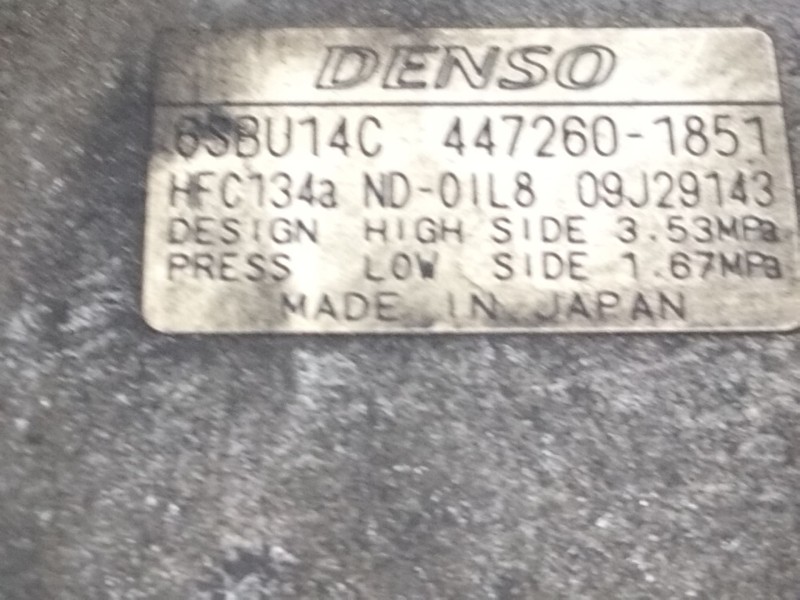 DENSO
6SBU14C 447260-1851
HFC134a ND-OIL8 09J29143
DESIGN HIGH SIDE 3.53MPa
PRESS LOW SIDE 1.67MPa
MADE IN JAPAN